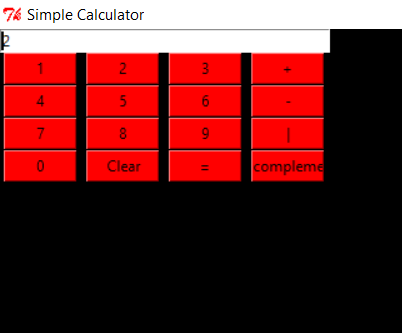 Simple Calculator
2
1 2 3 +
4 5 6 -
7 8 9 |
0 Clear = compleme